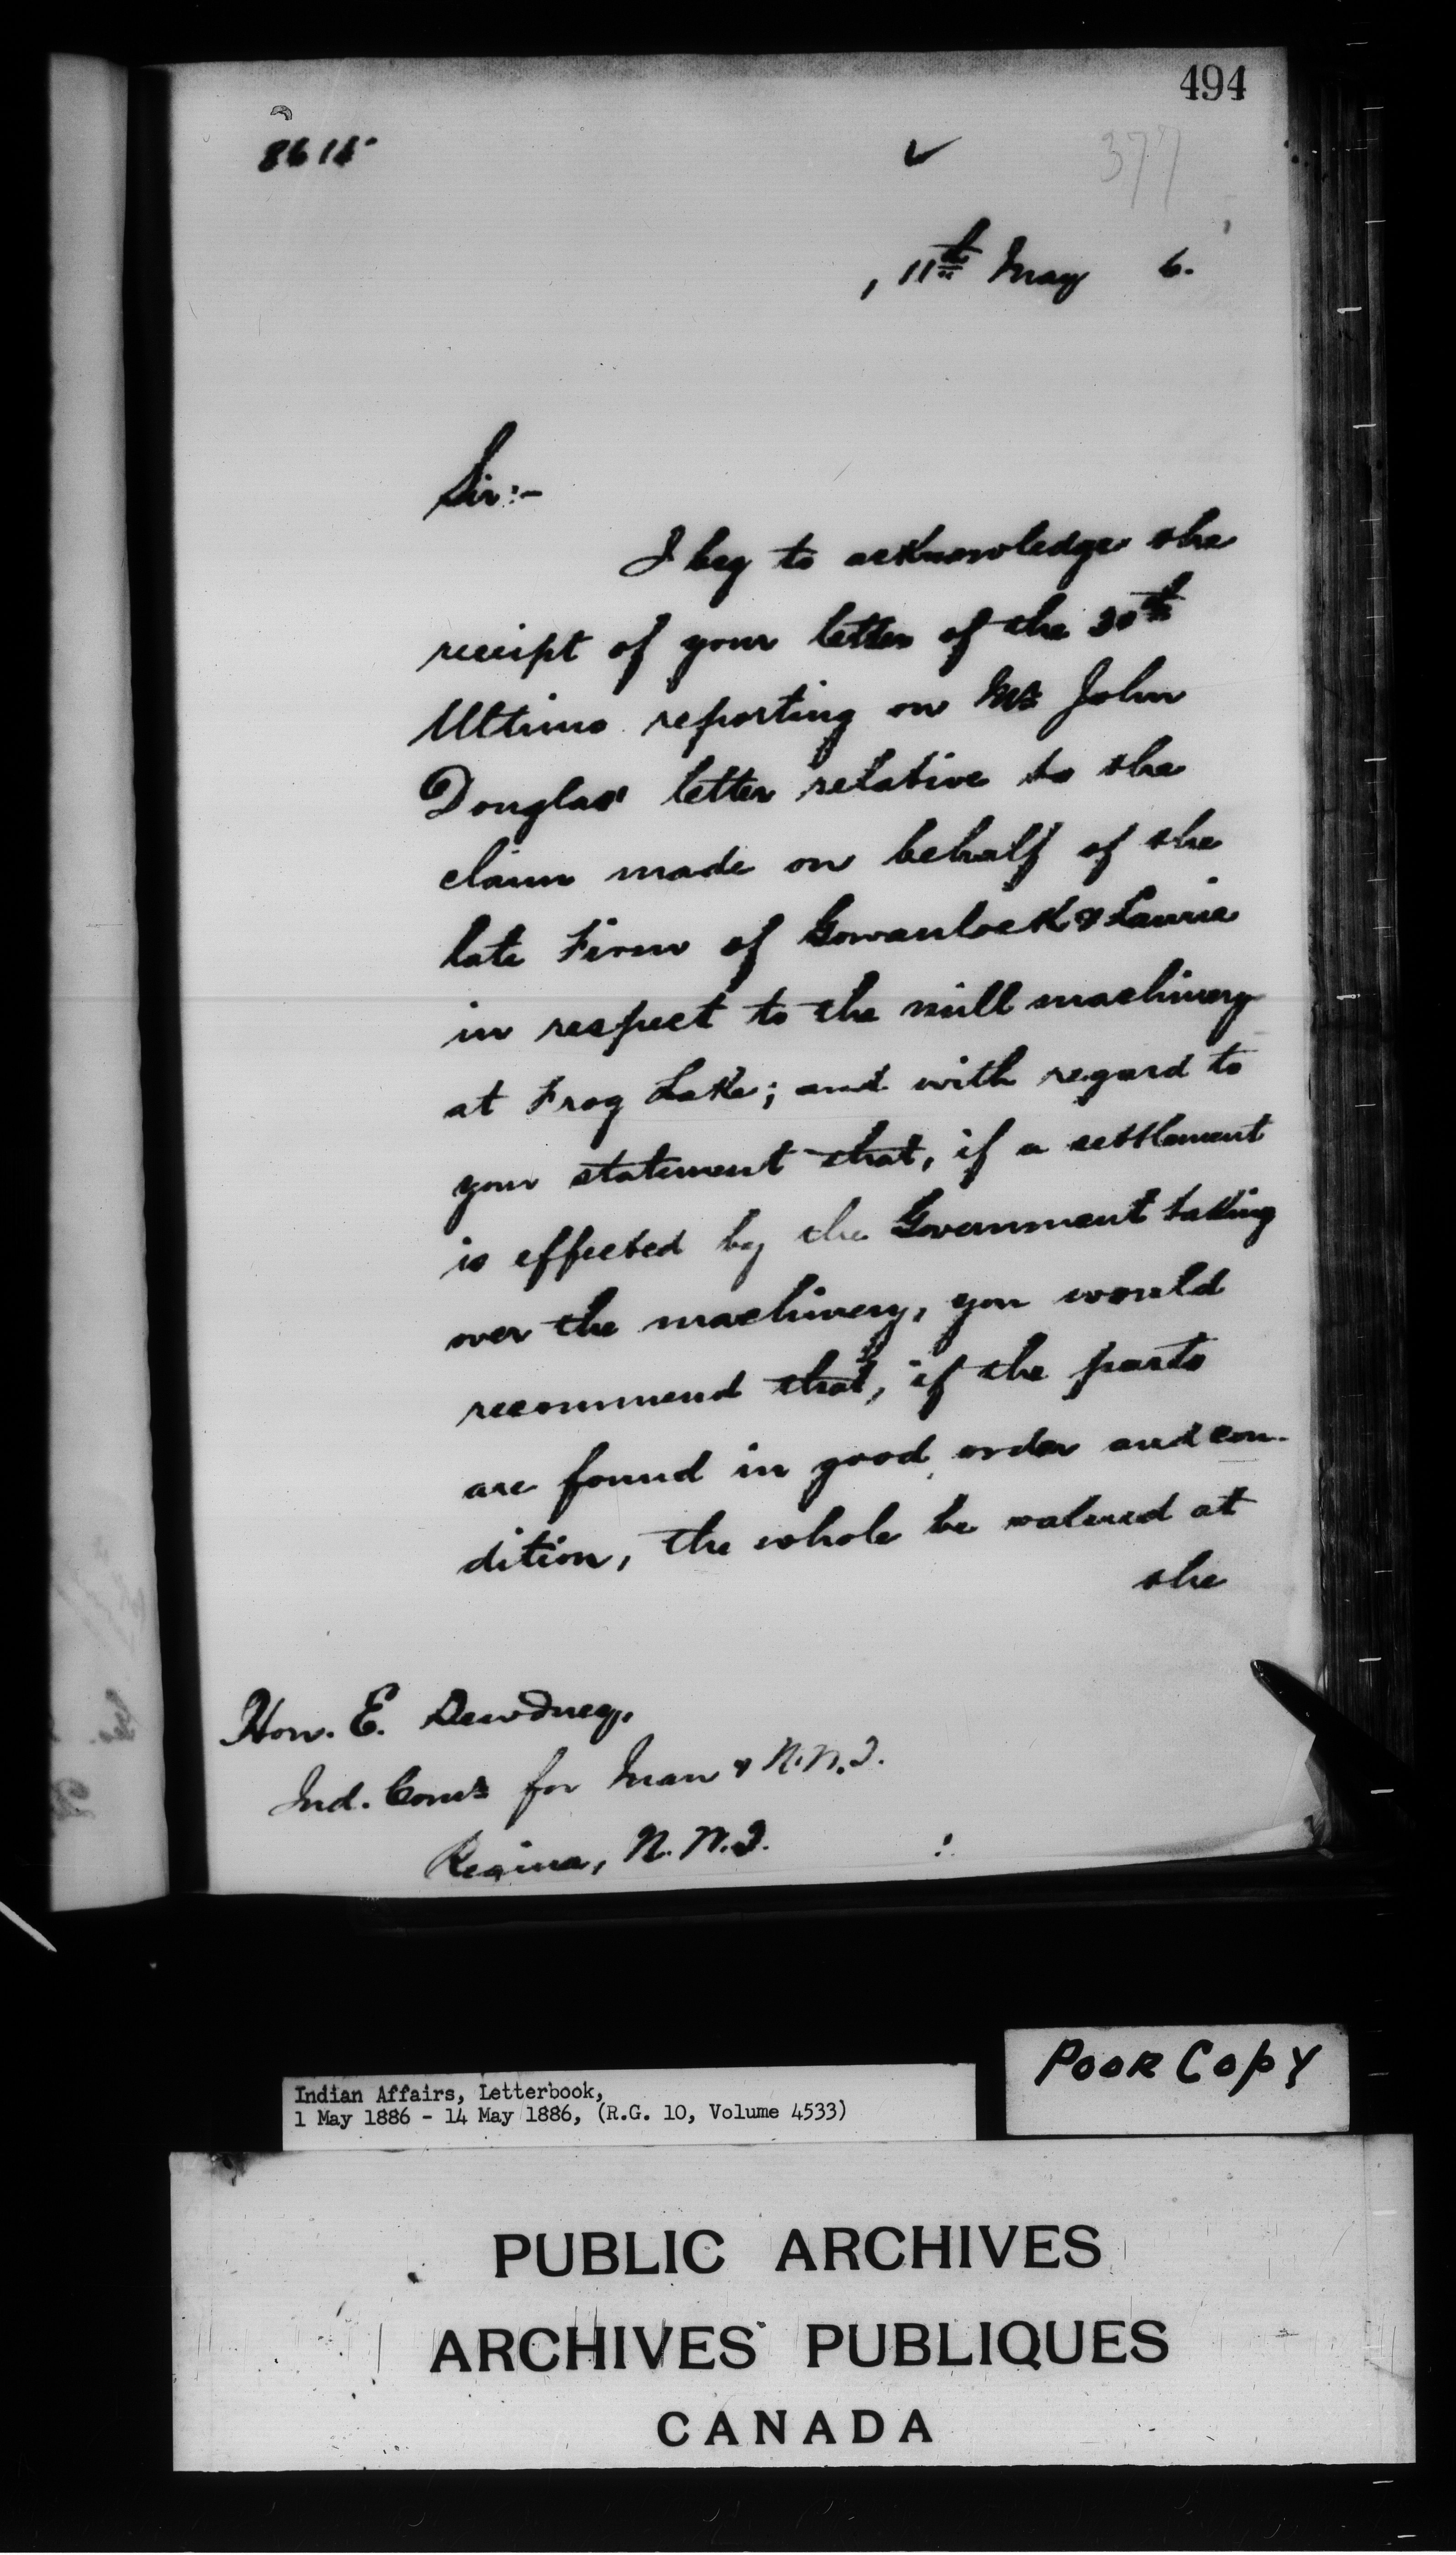 494
377
, 11th May 6.
Sir:-
I beg to acknowledge the
receipt of your letter of the 30th
Ultimo reporting on Mr John
Douglas' letter relative to the
claim made on behalf of the
late Firm of Gowanlock & Laurie
in respect to the mill machinery
at Frog Lake; and with regard to
your statement that, if a settlement
is effected by the Government taking
over the machinery, you would
recommend that, if the parts
are found in good order and con-
dition, the whole be valued at
the
Hon. E. Dewdney,
Ind. Comr for Man & N.W.T.
Regina, N.W.T.
Poor Copy
Indian Affairs, Letterbook,
1 May 1886 - 14 May 1886, (R.G. 10, Volume 4533)
PUBLIC ARCHIVES
ARCHIVES PUBLIQUES
CANADA